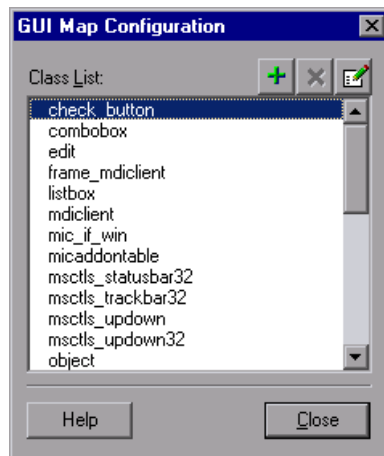 GUI Map Configuration
Class List:
check_button
combobox
edit
frame_mdiclient
listbox
mdiclient
mic_if_win
micaddontable
msctls_statusbar32
msctls_trackbar32
msctls_updown
msctls_updown32
object
Help
Close